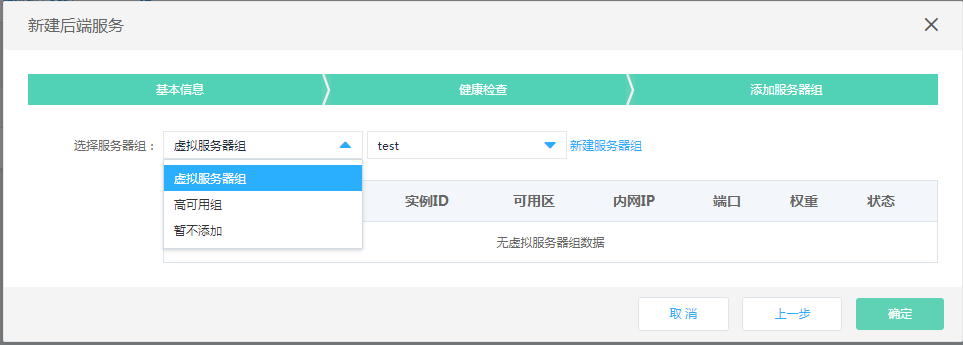 新建后端服务
基本信息 健康检查 添加服务器组
选择服务器组： 虚拟服务器组 test 新建服务器组
虚拟服务器组
高可用组
暂不添加
实例ID 可用区 内网IP 端口 权重 状态
无虚拟服务器组数据
取 消 上一步 确定